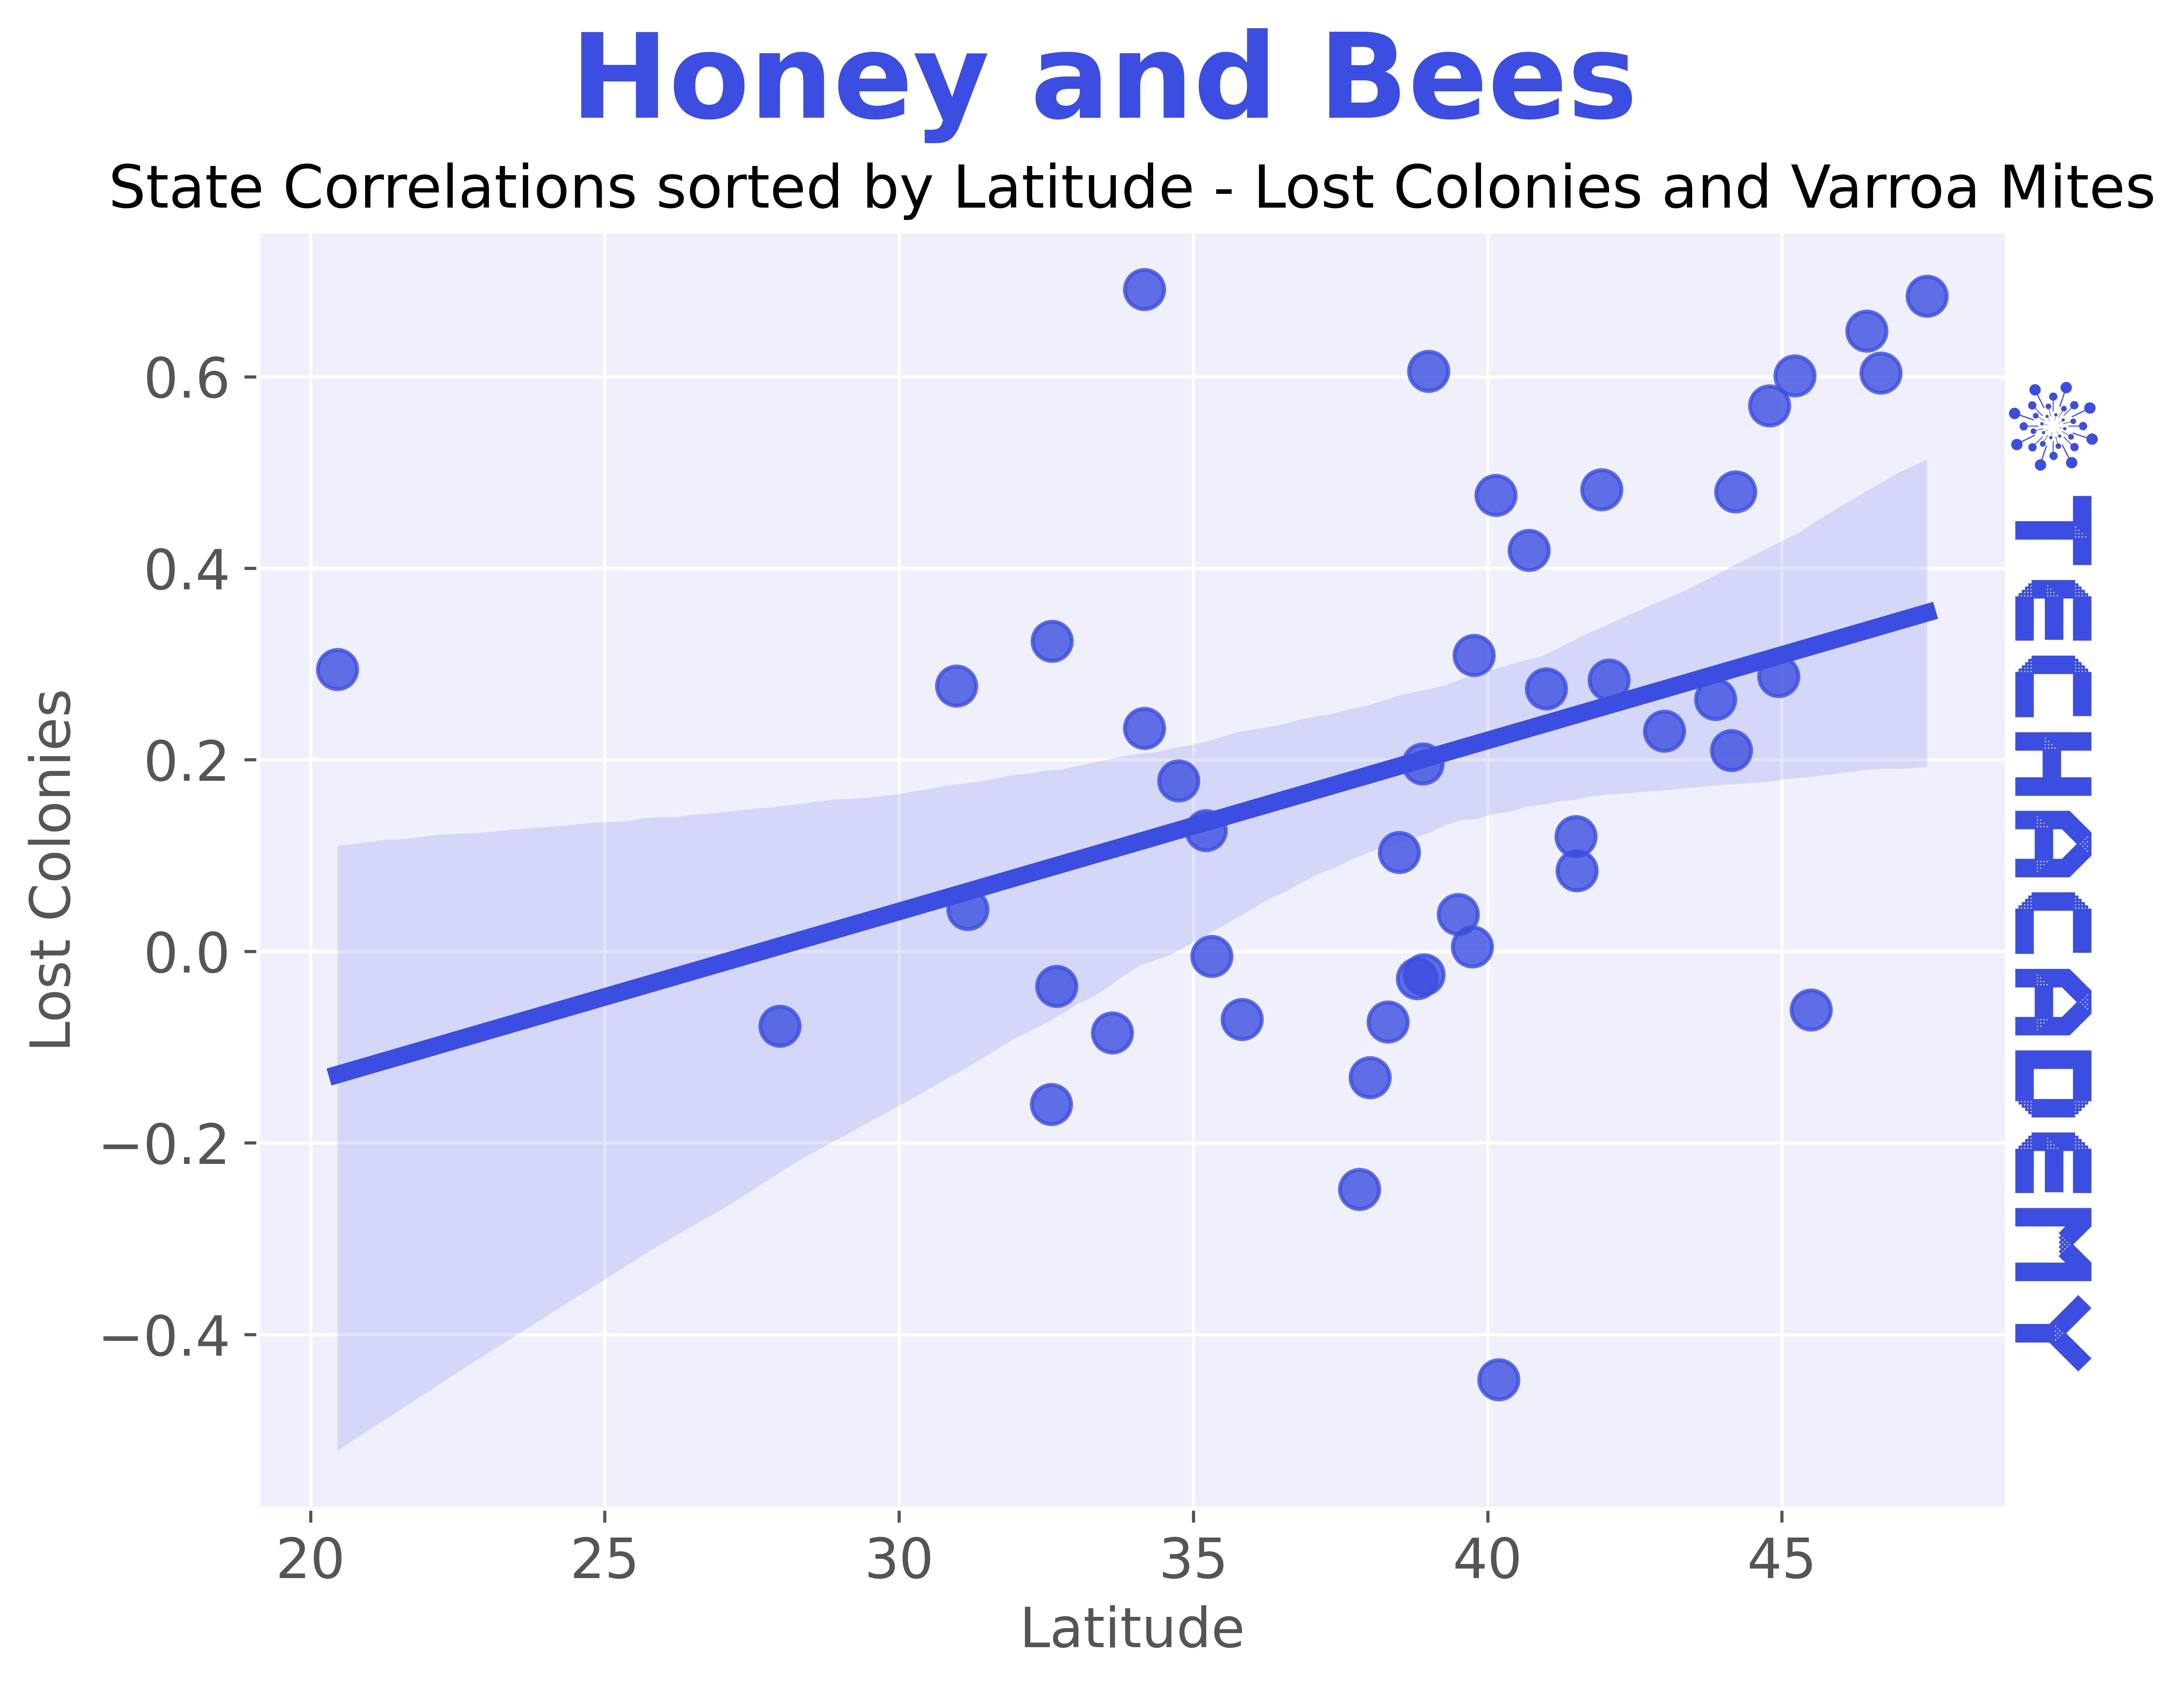 Honey and Bees
State Correlations sorted by Latitude - Lost Colonies and Varroa Mites
Lost Colonies
0.6
0.4
0.2
0.0
−0.2
−0.4
20 25 30 35 40 45
Latitude
TECHACADEMY